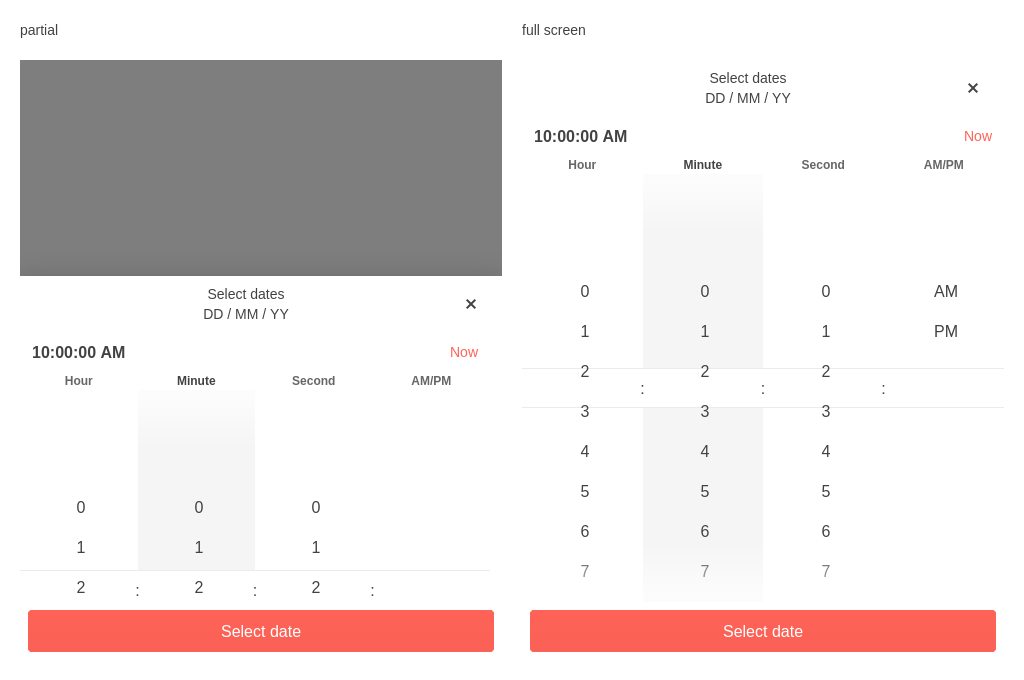 partial
Select dates
DD / MM / YY
×
10:00:00 AM
Now
Hour Minute Second AM/PM
0 0 0
1 1 1
2 : 2 : 2 :
Select date
full screen
Select dates
DD / MM / YY
×
10:00:00 AM
Now
Hour Minute Second AM/PM
0 0 0 AM
1 1 1 PM
2 2 2
: : :
3 3 3
4 4 4
5 5 5
6 6 6
7 7 7
Select date